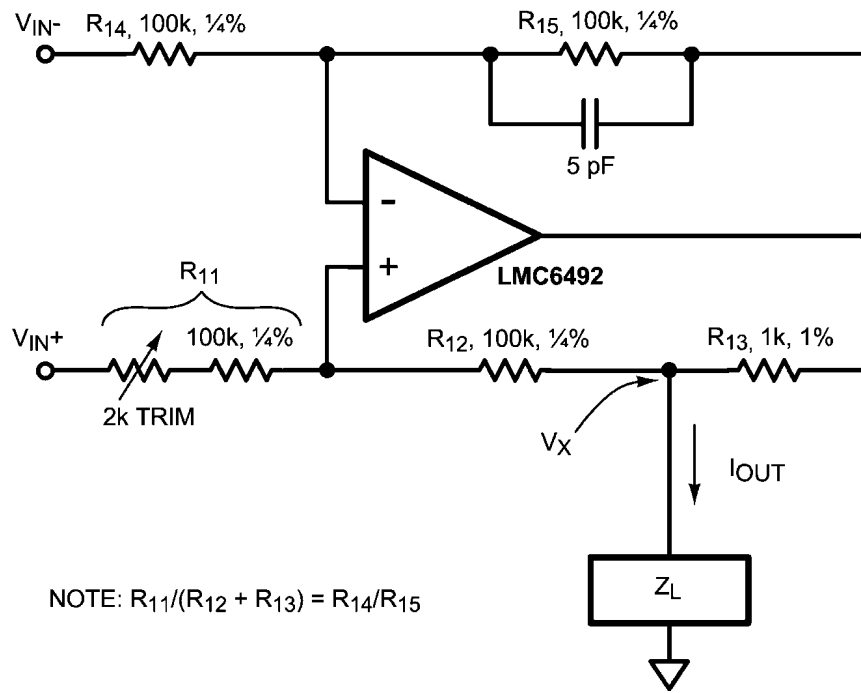 VIN-
R14, 100k, ¼%
R15, 100k, ¼%
5 pF
-
+
LMC6492
R11
VIN+
100k, ¼%
2k TRIM
R12, 100k, ¼%
R13, 1k, 1%
VX
IOUT
ZL
NOTE: R11/(R12 + R13) = R14/R15